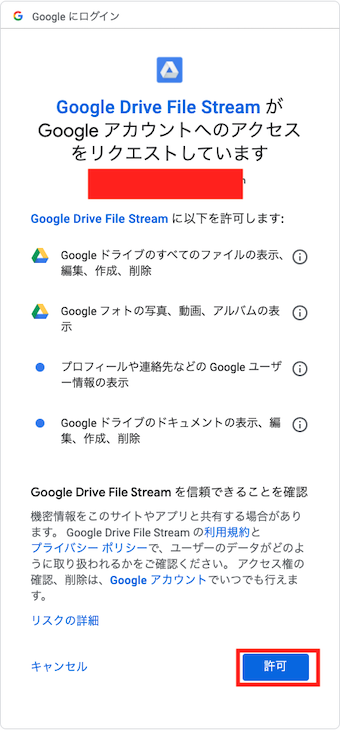 Google にログイン
Google Drive File Stream が
Google アカウントへのアクセス
をリクエストしています
Google Drive File Stream に以下を許可します:
Google ドライブのすべてのファイルの表示、
編集、作成、削除
Google フォトの写真、動画、アルバムの表
示
プロフィールや連絡先などの Google ユーザ
ー情報の表示
Google ドライブのドキュメントの表示、編
集、作成、削除
Google Drive File Stream を信頼できることを確認
機密情報をこのサイトやアプリと共有する場合があり
ます。 Google Drive File Stream の利用規約と
プライバシー ポリシーで、ユーザーのデータがどのよ
うに取り扱われるかをご確認ください。 アクセス権の
確認、削除は、Google アカウントでいつでも行えま
す。
リスクの詳細
キャンセル
許可